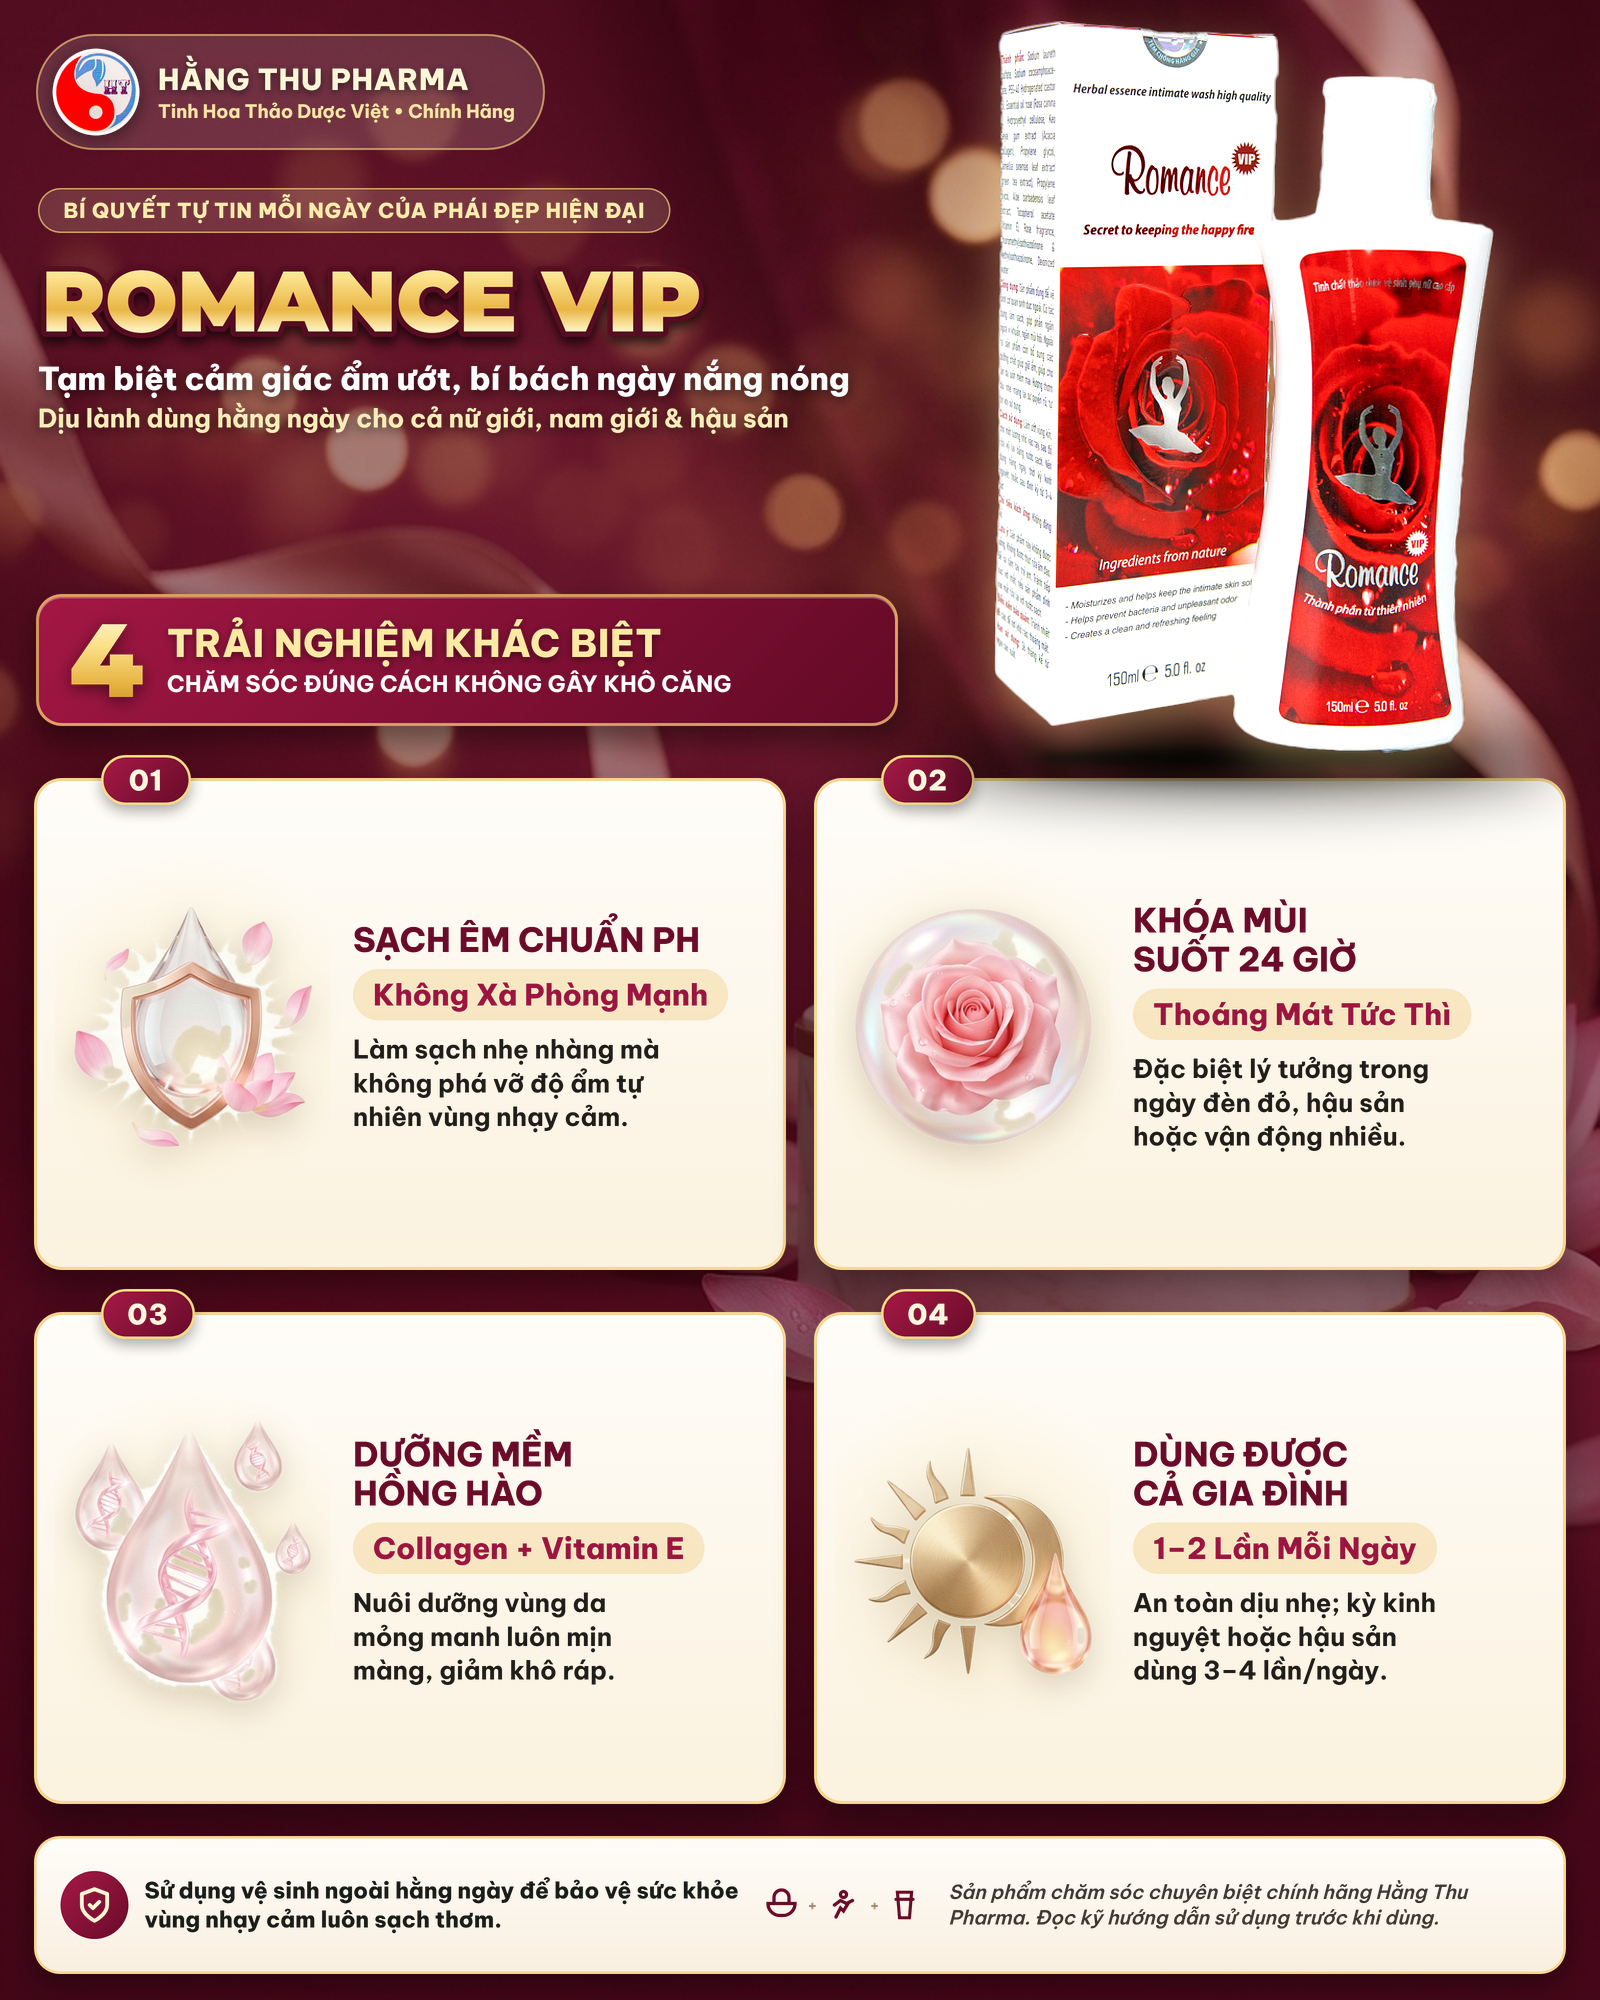 HẰNG THU PHARMA
Tinh Hoa Thảo Dược Việt • Chính Hãng
BÍ QUYẾT TỰ TIN MỖI NGÀY CỦA PHÁI ĐẸP HIỆN ĐẠI
ROMANCE VIP
Tạm biệt cảm giác ẩm ướt, bí bách ngày nắng nóng
Dịu lành dùng hằng ngày cho cả nữ giới, nam giới & hậu sản
Herbal essence intimate wash high quality
Romance VIP
Secret to keeping the happy fire
Ingredients from nature
- Moisturizes and helps keep the intimate skin sof
- Helps prevent bacteria and unpleasant odor
- Creates a clean and refreshing feeling
150ml ℮ 5.0 fl. oz
Tinh chất thảo dược vệ sinh phụ nữ cao cấp
VIP
Romance
Thành phần từ thiên nhiên
150ml ℮ 5.0 fl. oz
4
TRẢI NGHIỆM KHÁC BIỆT
CHĂM SÓC ĐÚNG CÁCH KHÔNG GÂY KHÔ CĂNG
01
SẠCH ÊM CHUẨN PH
Không Xà Phòng Mạnh
Làm sạch nhẹ nhàng mà
không phá vỡ độ ẩm tự
nhiên vùng nhạy cảm.
02
KHÓA MÙI
SUỐT 24 GIỜ
Thoáng Mát Tức Thì
Đặc biệt lý tưởng trong
ngày đèn đỏ, hậu sản
hoặc vận động nhiều.
03
DƯỠNG MỀM
HỒNG HÀO
Collagen + Vitamin E
Nuôi dưỡng vùng da
mỏng manh luôn mịn
màng, giảm khô ráp.
04
DÙNG ĐƯỢC
CẢ GIA ĐÌNH
1–2 Lần Mỗi Ngày
An toàn dịu nhẹ; kỳ kinh
nguyệt hoặc hậu sản
dùng 3–4 lần/ngày.
Sử dụng vệ sinh ngoài hằng ngày để bảo vệ sức khỏe
vùng nhạy cảm luôn sạch thơm.
Sản phẩm chăm sóc chuyên biệt chính hãng Hằng Thu
Pharma. Đọc kỹ hướng dẫn sử dụng trước khi dùng.